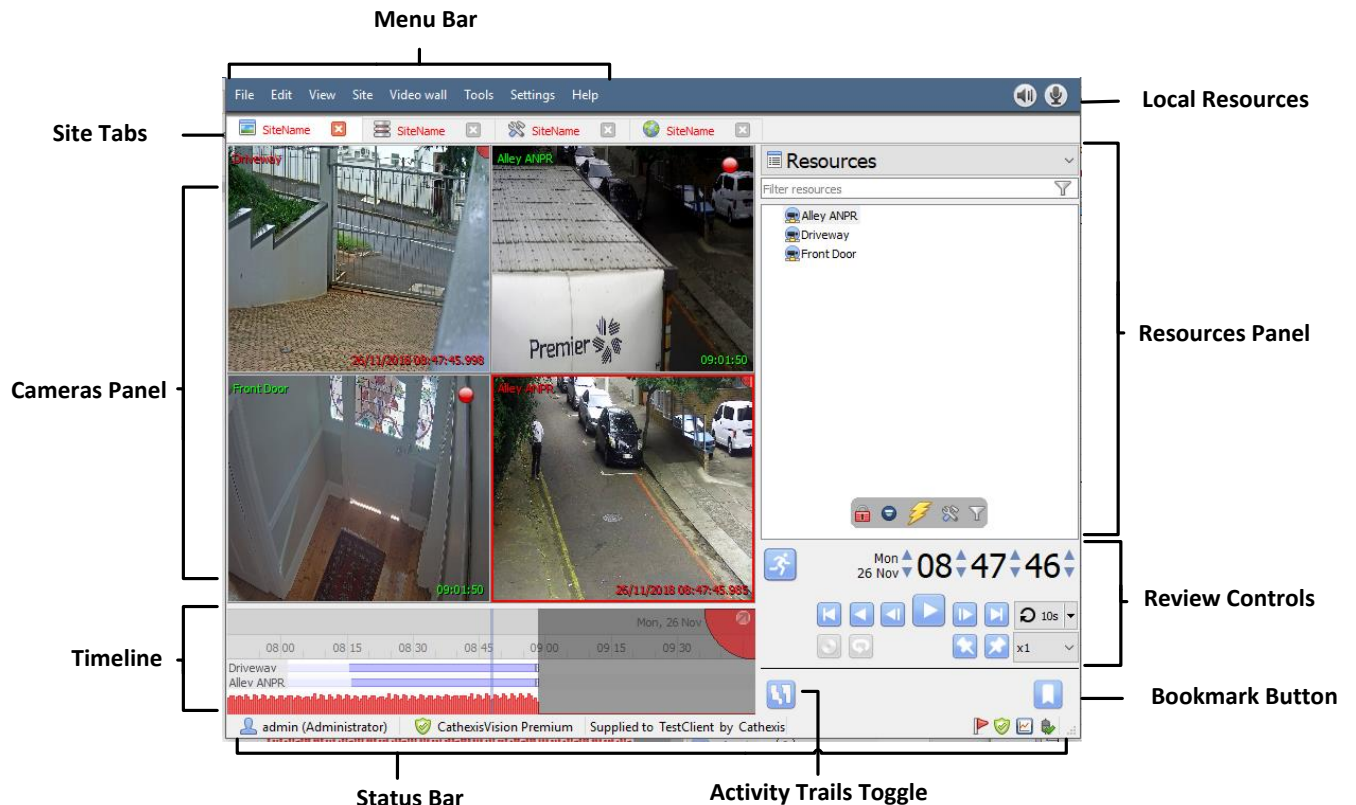 Menu Bar
File Edit View Site Video wall Tools Settings Help
Local Resources
Site Tabs
SiteName SiteName SiteName SiteName
Driveway
Alley ANPR
Resources
Filter resources
Alley ANPR
Driveway
Front Door
Premier
26/11/2018 08:47:45.998
09:01:50
Resources Panel
Cameras Panel
Front Door
Alley ANPR
09:01:50
26/11/2018 08:47:45.985
Mon
26 Nov
08 47 46
10s
x1
Review Controls
Timeline
Mon, 26 Nov
08 00 08 15 08 30 08 45 09 00 09 15 09 30
Driveway
Alley ANPR
Bookmark Button
admin (Administrator) CathexisVision Premium Supplied to TestClient by Cathexis
Status Bar
Activity Trails Toggle